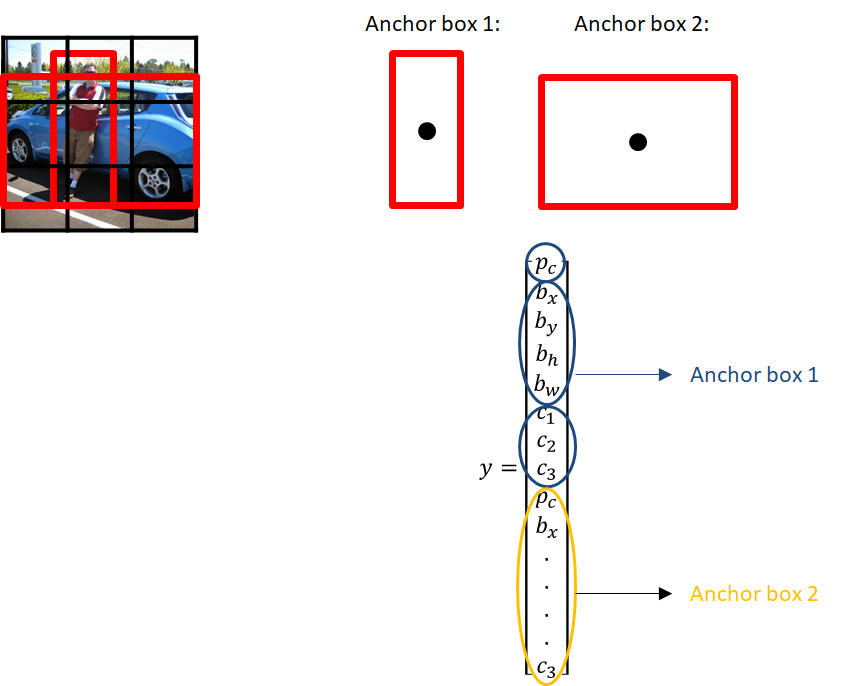 Anchor box 1:
Anchor box 2:
p_c
b_x
b_y
b_h
b_w
c_1
c_2
y = c_3
p_c
b_x
.
.
.
.
c_3
Anchor box 1
Anchor box 2